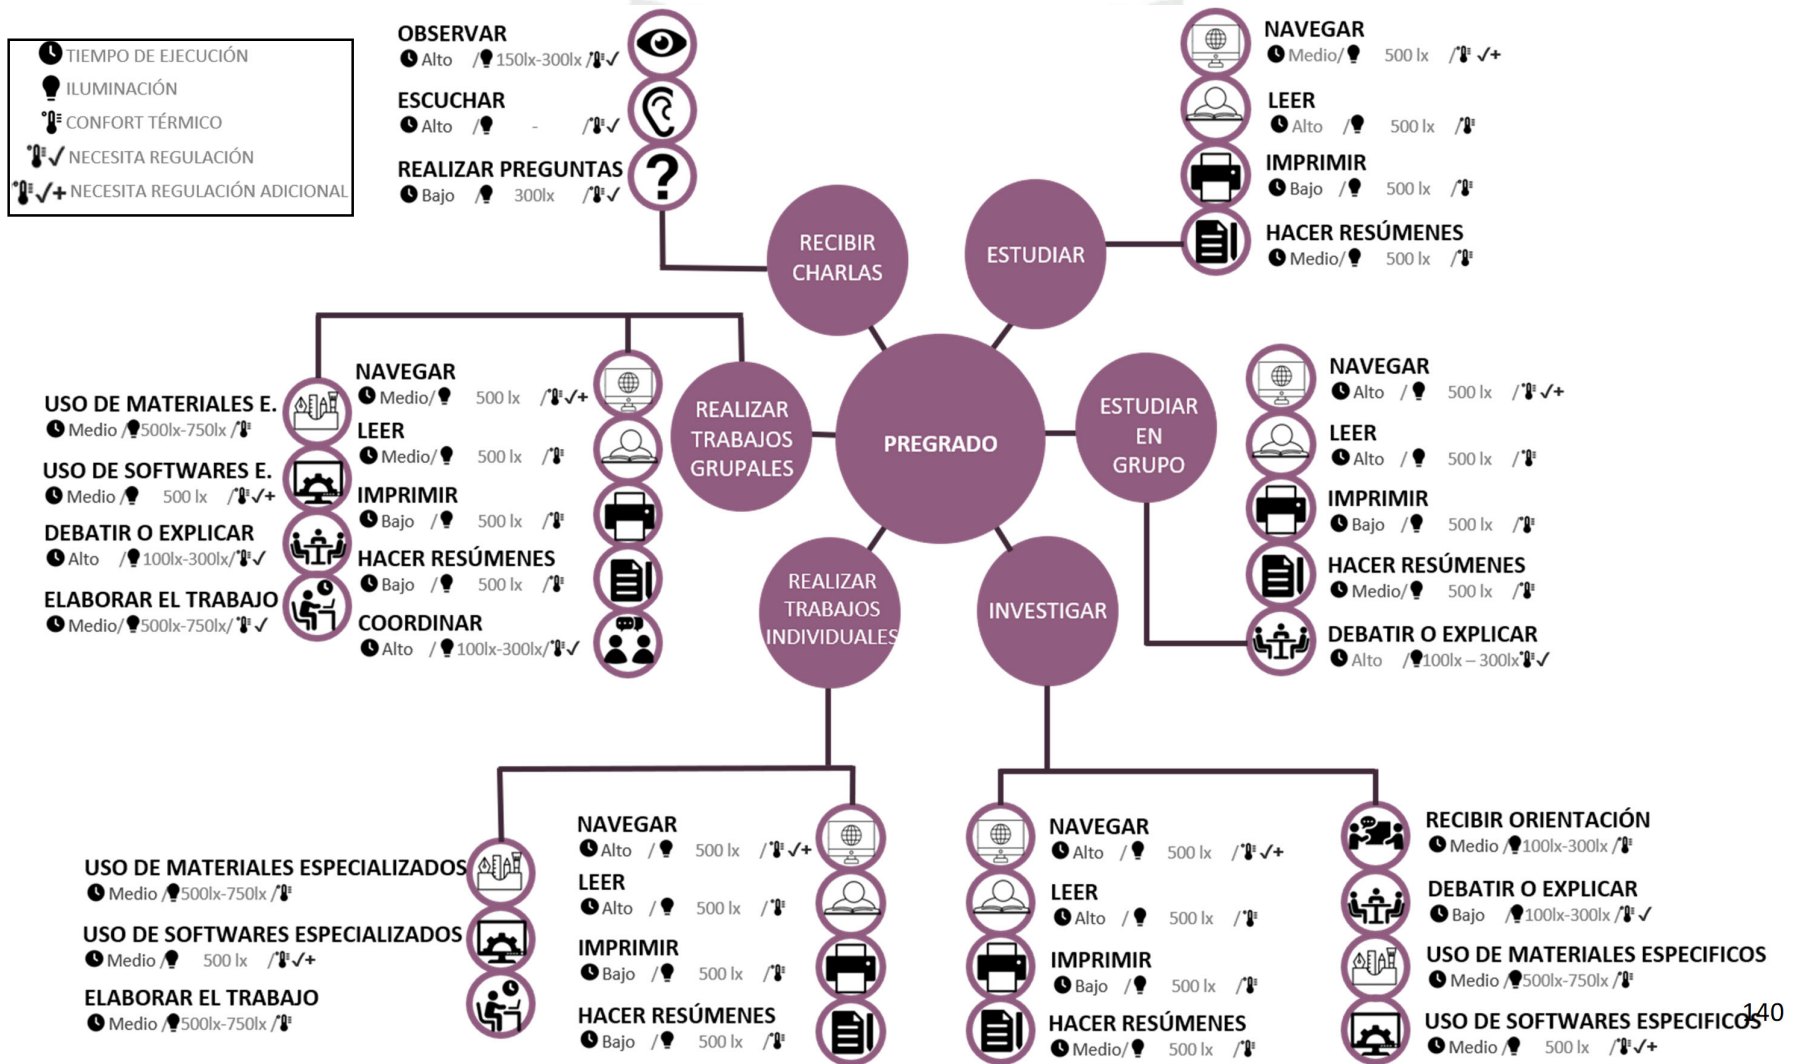 TIEMPO DE EJECUCIÓN
ILUMINACIÓN
CONFORT TÉRMICO
NECESITA REGULACIÓN
NECESITA REGULACIÓN ADICIONAL
OBSERVAR
Alto / 150lx-300lx /
ESCUCHAR
Alto / - /
REALIZAR PREGUNTAS
Bajo / 300lx /
?
RECIBIR
CHARLAS
NAVEGAR
Medio/ 500 lx / +
LEER
Alto / 500 lx /
IMPRIMIR
Bajo / 500 lx /
HACER RESÚMENES
Medio/ 500 lx /
ESTUDIAR
USO DE MATERIALES E.
Medio / 500lx-750lx /
USO DE SOFTWARES E.
Medio / 500 lx / +
DEBATIR O EXPLICAR
Alto / 100lx-300lx/
ELABORAR EL TRABAJO
Medio/ 500lx-750lx/
NAVEGAR
Medio/ 500 lx / +
LEER
Medio/ 500 lx /
IMPRIMIR
Bajo / 500 lx /
HACER RESÚMENES
Bajo / 500 lx /
COORDINAR
Alto / 100lx-300lx/
REALIZAR
TRABAJOS
GRUPALES
PREGRADO
ESTUDIAR
EN
GRUPO
NAVEGAR
Alto / 500 lx / +
LEER
Alto / 500 lx /
IMPRIMIR
Bajo / 500 lx /
HACER RESÚMENES
Medio/ 500 lx /
DEBATIR O EXPLICAR
Alto / 100lx – 300lx
REALIZAR
TRABAJOS
INDIVIDUALES
INVESTIGAR
USO DE MATERIALES ESPECIALIZADOS
Medio / 500lx-750lx /
USO DE SOFTWARES ESPECIALIZADOS
Medio / 500 lx / +
ELABORAR EL TRABAJO
Medio / 500lx-750lx /
NAVEGAR
Alto / 500 lx / +
LEER
Alto / 500 lx /
IMPRIMIR
Bajo / 500 lx /
HACER RESÚMENES
Bajo / 500 lx /
NAVEGAR
Alto / 500 lx / +
LEER
Alto / 500 lx /
IMPRIMIR
Bajo / 500 lx /
HACER RESÚMENES
Medio/ 500 lx /
RECIBIR ORIENTACIÓN
Medio / 100lx-300lx /
DEBATIR O EXPLICAR
Bajo / 100lx-300lx /
USO DE MATERIALES ESPECIFICOS
Medio / 500lx-750lx /
USO DE SOFTWARES ESPECIFICOS
Medio / 500 lx / +
140